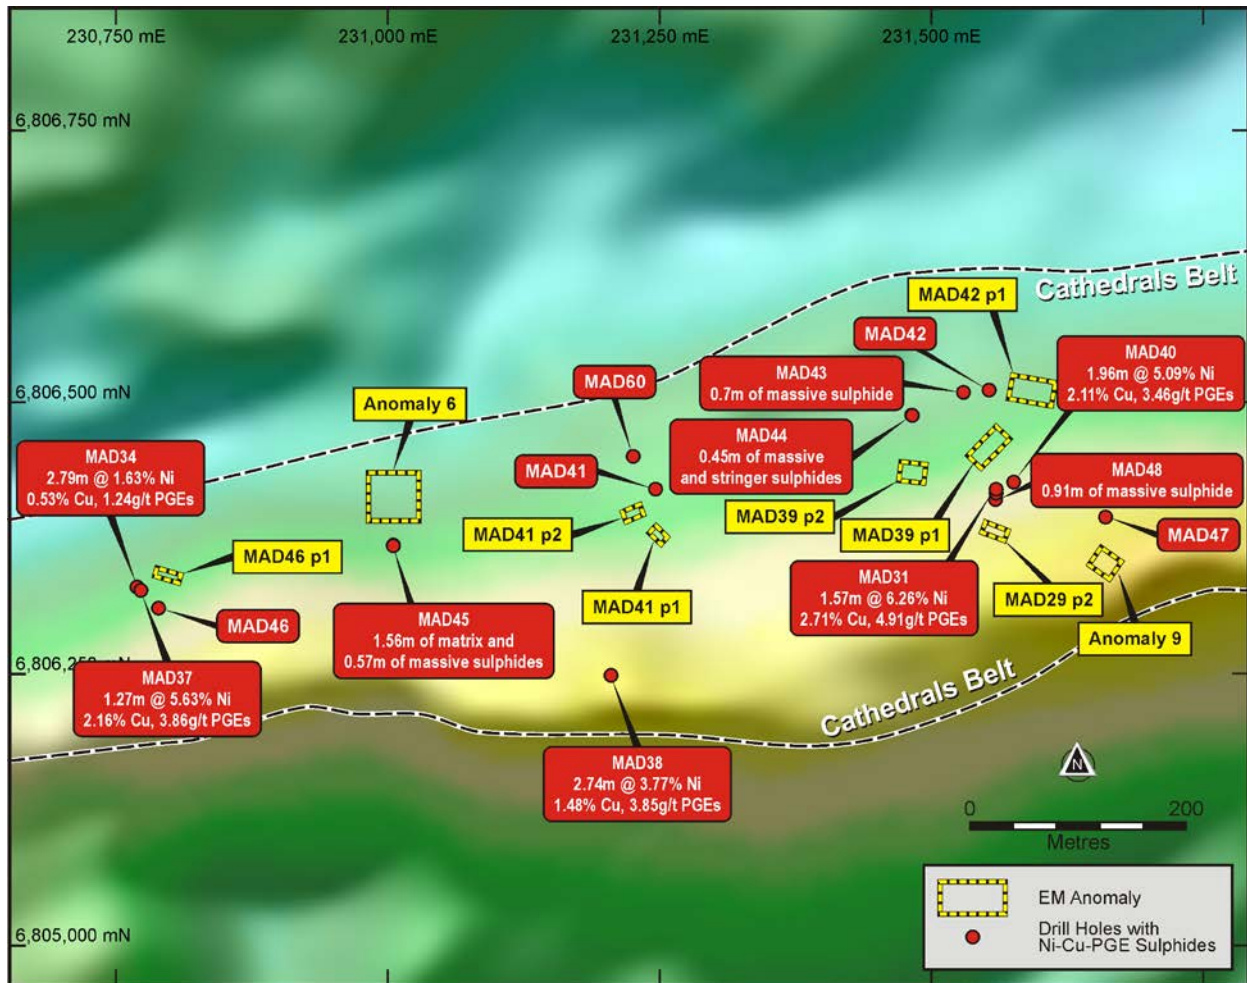 230,750 mE
231,000 mE
231,250 mE
231,500 mE
6,806,750 mN
Cathedrals Belt
MAD42 p1
MAD42
MAD40
1.96m @ 5.09% Ni
2.11% Cu, 3.46g/t PGEs
MAD43
0.7m of massive sulphide
MAD60
6,806,500 mN
Anomaly 6
MAD44
0.45m of massive
and stringer sulphides
MAD34
2.79m @ 1.63% Ni
0.53% Cu, 1.24g/t PGEs
MAD41
MAD48
0.91m of massive sulphide
MAD39 p2
MAD41 p2
MAD39 p1
MAD47
MAD46 p1
MAD31
1.57m @ 6.26% Ni
2.71% Cu, 4.91g/t PGEs
MAD29 p2
MAD41 p1
MAD46
MAD45
1.56m of matrix and
0.57m of massive sulphides
Anomaly 9
6,806,250 mN
MAD37
1.27m @ 5.63% Ni
2.16% Cu, 3.86g/t PGEs
Cathedrals Belt
MAD38
2.74m @ 3.77% Ni
1.48% Cu, 3.85g/t PGEs
N
0
200
Metres
EM Anomaly
Drill Holes with
Ni-Cu-PGE Sulphides
6,805,000 mN